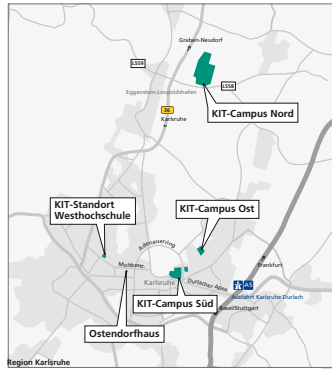 Graben-Neudorf
L559
L558
Eggenstein-Leopoldshafen
36
KIT-Campus Nord
Karlsruhe
KIT-Standort
Westhochschule
KIT-Campus Ost
Adenauerring
Moltkestr.
Frankfurt
Karlsruhe
Durlacher Allee
A5
KIT-Campus Süd
Ausfahrt Karlsruhe Durlach
Basel/Stuttgart
Ostendorfhaus
Region Karlsruhe